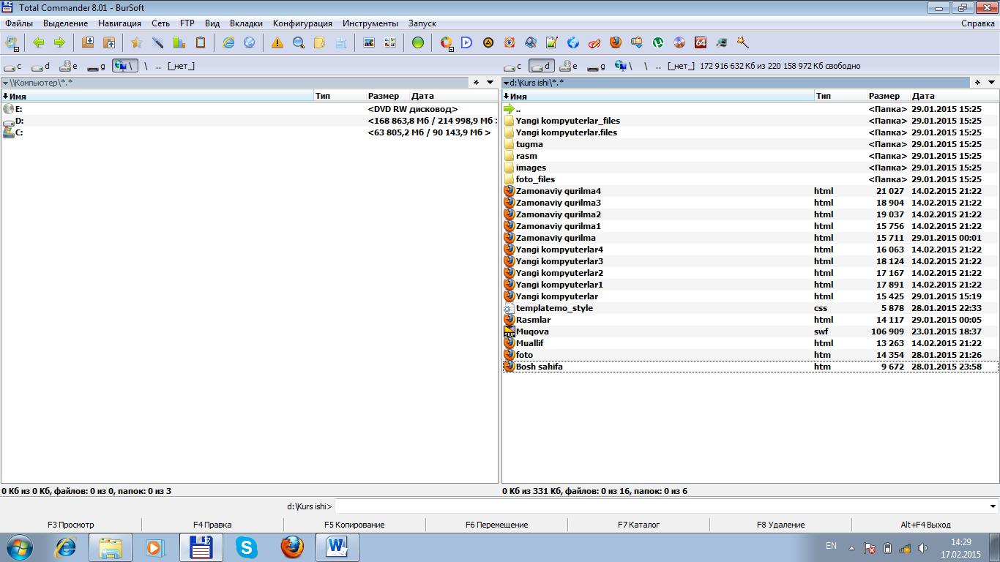 Total Commander 8.01 - BurSoft
Файлы Выделение Навигация Сеть FTP Вид Вкладки Конфигурация Инструменты Запуск Справка
64
c d e g \ \ .. [_нет_] c d e g \ \ .. [_нет_] 172 916 632 Кб из 220 158 972 Кб свободно
\\Компьютер\*.* * d:\Kurs ishi\*.* *
Имя Тип Размер Дата
E: <DVD RW дисковод>
D: <168 863,8 Мб / 214 998,9 Мб :
C: <63 805,2 Мб / 90 143,9 Мб >
Имя Тип Размер Дата
.. <Папка> 29.01.2015 15:25
Yangi kompyuterlar_files <Папка> 29.01.2015 15:25
Yangi kompyuterlar.files <Папка> 29.01.2015 15:25
tugma <Папка> 29.01.2015 15:25
rasm <Папка> 29.01.2015 15:25
images <Папка> 29.01.2015 15:25
foto_files <Папка> 29.01.2015 15:25
Zamonaviy qurilma4 html 21 027 14.02.2015 21:22
Zamonaviy qurilma3 html 18 904 14.02.2015 21:22
Zamonaviy qurilma2 html 19 037 14.02.2015 21:22
Zamonaviy qurilma1 html 15 756 14.02.2015 21:22
Zamonaviy qurilma html 15 711 29.01.2015 00:01
Yangi kompyuterlar4 html 16 063 14.02.2015 21:22
Yangi kompyuterlar3 html 18 124 14.02.2015 21:22
Yangi kompyuterlar2 html 17 167 14.02.2015 21:22
Yangi kompyuterlar1 html 17 891 14.02.2015 21:22
Yangi kompyuterlar html 15 425 29.01.2015 15:19
templatemo_style css 5 878 28.01.2015 22:33
Rasmlar html 14 117 29.01.2015 00:05
SWF Muqova swf 106 909 23.01.2015 18:37
Muallif html 13 263 14.02.2015 21:22
foto htm 14 354 28.01.2015 21:26
Bosh sahifa htm 9 672 28.01.2015 23:58
0 Кб из 0 Кб, файлов: 0 из 0, папок: 0 из 3
0 Кб из 331 Кб, файлов: 0 из 16, папок: 0 из 6
d:\Kurs ishi>
F3 Просмотр F4 Правка F5 Копирование F6 Перемещение F7 Каталог F8 Удаление Alt+F4 Выход
EN 14:29
17.02.2015